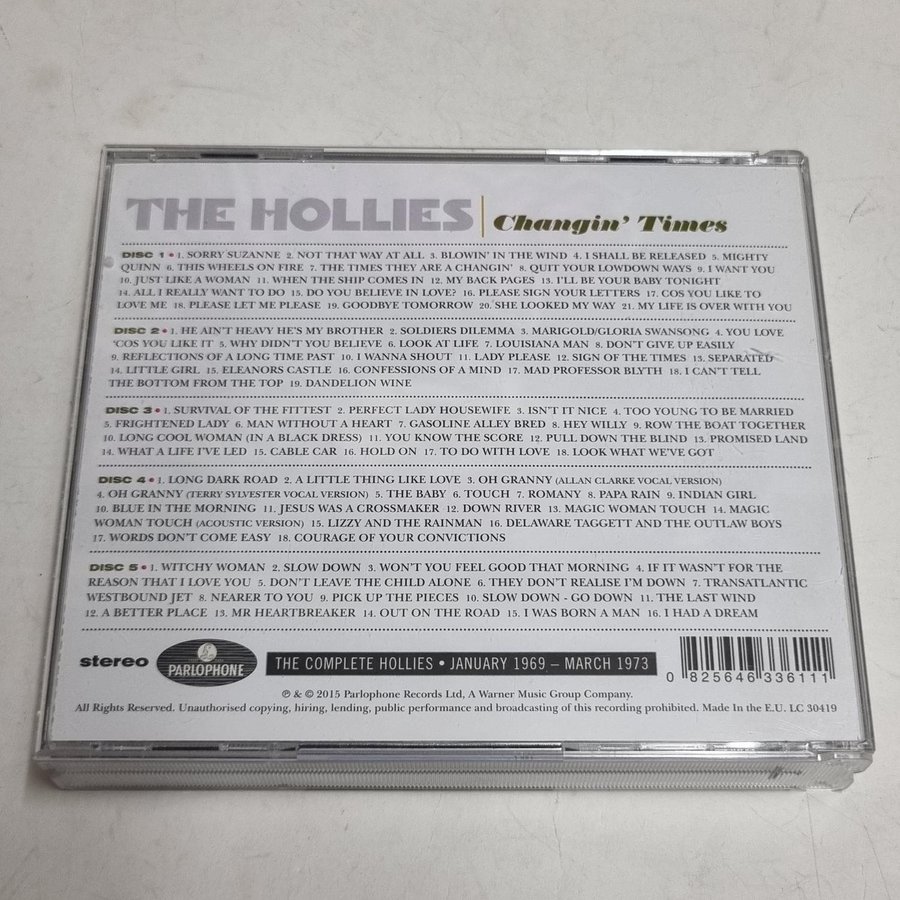 THE HOLLIES | Changin' Times
DISC 1 • 1. SORRY SUZANNE 2. NOT THAT WAY AT ALL 3. BLOWIN' IN THE WIND 4. I SHALL BE RELEASED 5. MIGHTY
QUINN 6. THIS WHEELS ON FIRE 7. THE TIMES THEY ARE A CHANGIN' 8. QUIT YOUR LOWDOWN WAYS 9. I WANT YOU
10. JUST LIKE A WOMAN 11. WHEN THE SHIP COMES IN 12. MY BACK PAGES 13. I'LL BE YOUR BABY TONIGHT
14. ALL I REALLY WANT TO DO 15. DO YOU BELIEVE IN LOVE? 16. PLEASE SIGN YOUR LETTERS 17. COS YOU LIKE TO
LOVE ME 18. PLEASE LET ME PLEASE 19. GOODBYE TOMORROW 20. SHE LOOKED MY WAY 21. MY LIFE IS OVER WITH YOU
DISC 2 • 1. HE AIN'T HEAVY HE'S MY BROTHER 2. SOLDIERS DILEMMA 3. MARIGOLD/GLORIA SWANSONG 4. YOU LOVE
'COS YOU LIKE IT 5. WHY DIDN'T YOU BELIEVE 6. LOOK AT LIFE 7. LOUISIANA MAN 8. DON'T GIVE UP EASILY
9. REFLECTIONS OF A LONG TIME PAST 10. I WANNA SHOUT 11. LADY PLEASE 12. SIGN OF THE TIMES 13. SEPARATED
14. LITTLE GIRL 15. ELEANORS CASTLE 16. CONFESSIONS OF A MIND 17. MAD PROFESSOR BLYTH 18. I CAN'T TELL
THE BOTTOM FROM THE TOP 19. DANDELION WINE
DISC 3 • 1. SURVIVAL OF THE FITTEST 2. PERFECT LADY HOUSEWIFE 3. ISN'T IT NICE 4. TOO YOUNG TO BE MARRIED
5. FRIGHTENED LADY 6. MAN WITHOUT A HEART 7. GASOLINE ALLEY BRED 8. HEY WILLY 9. ROW THE BOAT TOGETHER
10. LONG COOL WOMAN (IN A BLACK DRESS) 11. YOU KNOW THE SCORE 12. PULL DOWN THE BLIND 13. PROMISED LAND
14. WHAT A LIFE I'VE LED 15. CABLE CAR 16. HOLD ON 17. TO DO WITH LOVE 18. LOOK WHAT WE'VE GOT
DISC 4 • 1. LONG DARK ROAD 2. A LITTLE THING LIKE LOVE 3. OH GRANNY (ALLAN CLARKE VOCAL VERSION)
4. OH GRANNY (TERRY SYLVESTER VOCAL VERSION) 5. THE BABY 6. TOUCH 7. ROMANY 8. PAPA RAIN 9. INDIAN GIRL
10. BLUE IN THE MORNING 11. JESUS WAS A CROSSMAKER 12. DOWN RIVER 13. MAGIC WOMAN TOUCH 14. MAGIC
WOMAN TOUCH (ACOUSTIC VERSION) 15. LIZZY AND THE RAINMAN 16. DELAWARE TAGGETT AND THE OUTLAW BOYS
17. WORDS DON'T COME EASY 18. COURAGE OF YOUR CONVICTIONS
DISC 5 • 1. WITCHY WOMAN 2. SLOW DOWN 3. WON'T YOU FEEL GOOD THAT MORNING 4. IF IT WASN'T FOR THE
REASON THAT I LOVE YOU 5. DON'T LEAVE THE CHILD ALONE 6. THEY DON'T REALISE I'M DOWN 7. TRANSATLANTIC
WESTBOUND JET 8. NEARER TO YOU 9. PICK UP THE PIECES 10. SLOW DOWN - GO DOWN 11. THE LAST WIND
12. A BETTER PLACE 13. MR HEARTBREAKER 14. OUT ON THE ROAD 15. I WAS BORN A MAN 16. I HAD A DREAM
stereo PARLOPHONE THE COMPLETE HOLLIES • JANUARY 1969 – MARCH 1973 0 825646 336111
℗ & © 2015 Parlophone Records Ltd, A Warner Music Group Company.
All Rights Reserved. Unauthorised copying, hiring, lending, public performance and broadcasting of this recording prohibited. Made In the E.U. LC 30419